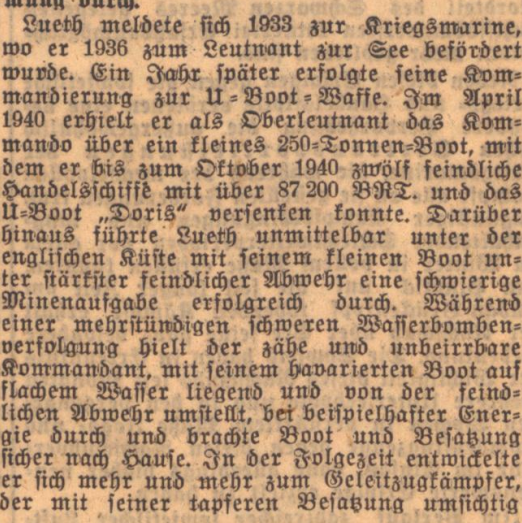 mung durch.
Lueth meldete sich 1933 zur Kriegsmarine,
wo er 1936 zum Leutnant zur See befördert
wurde. Ein Jahr später erfolgte seine Kom-
mandierung zur U-Boot-Waffe. Im April
1940 erhielt er als Oberleutnant das Kom-
mando über ein kleines 250-Tonnen-Boot, mit
dem er bis zum Oktober 1940 zwölf feindliche
Handelsschiffe mit über 87 200 BRT. und das
U-Boot „Doris“ versenken konnte. Darüber
hinaus führte Lueth unmittelbar unter der
englischen Küste mit seinem kleinen Boot un-
ter stärkster feindlicher Abwehr eine schwierige
Minenaufgabe erfolgreich durch. Während
einer mehrstündigen schweren Wasserbomben-
verfolgung hielt der zähe und unbeirrbare
Kommandant, mit seinem havarierten Boot auf
flachem Wasser liegend und von der feind-
lichen Abwehr umstellt, bei beispielhafter Ener-
gie durch und brachte Boot und Besatzung
sicher nach Hause. In der Folgezeit entwickelte
er sich mehr und mehr zum Geleitzugkämpfer,
der mit seiner tapferen Besatzung umsichtig